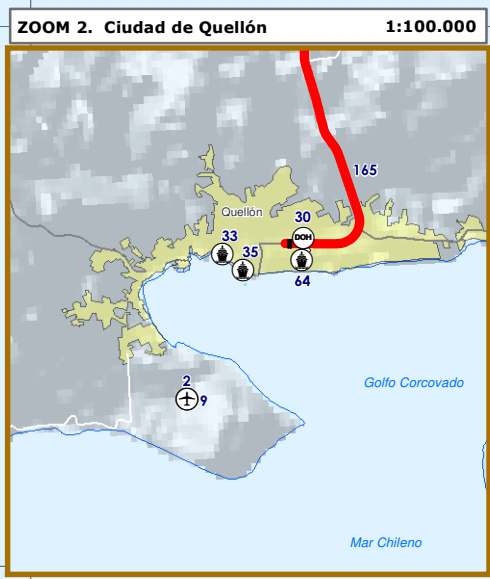 ZOOM 2. Ciudad de Quellón 1:100.000
165
Quellón
30
DOH
33
35
64
2
9
Golfo Corcovado
Mar Chileno